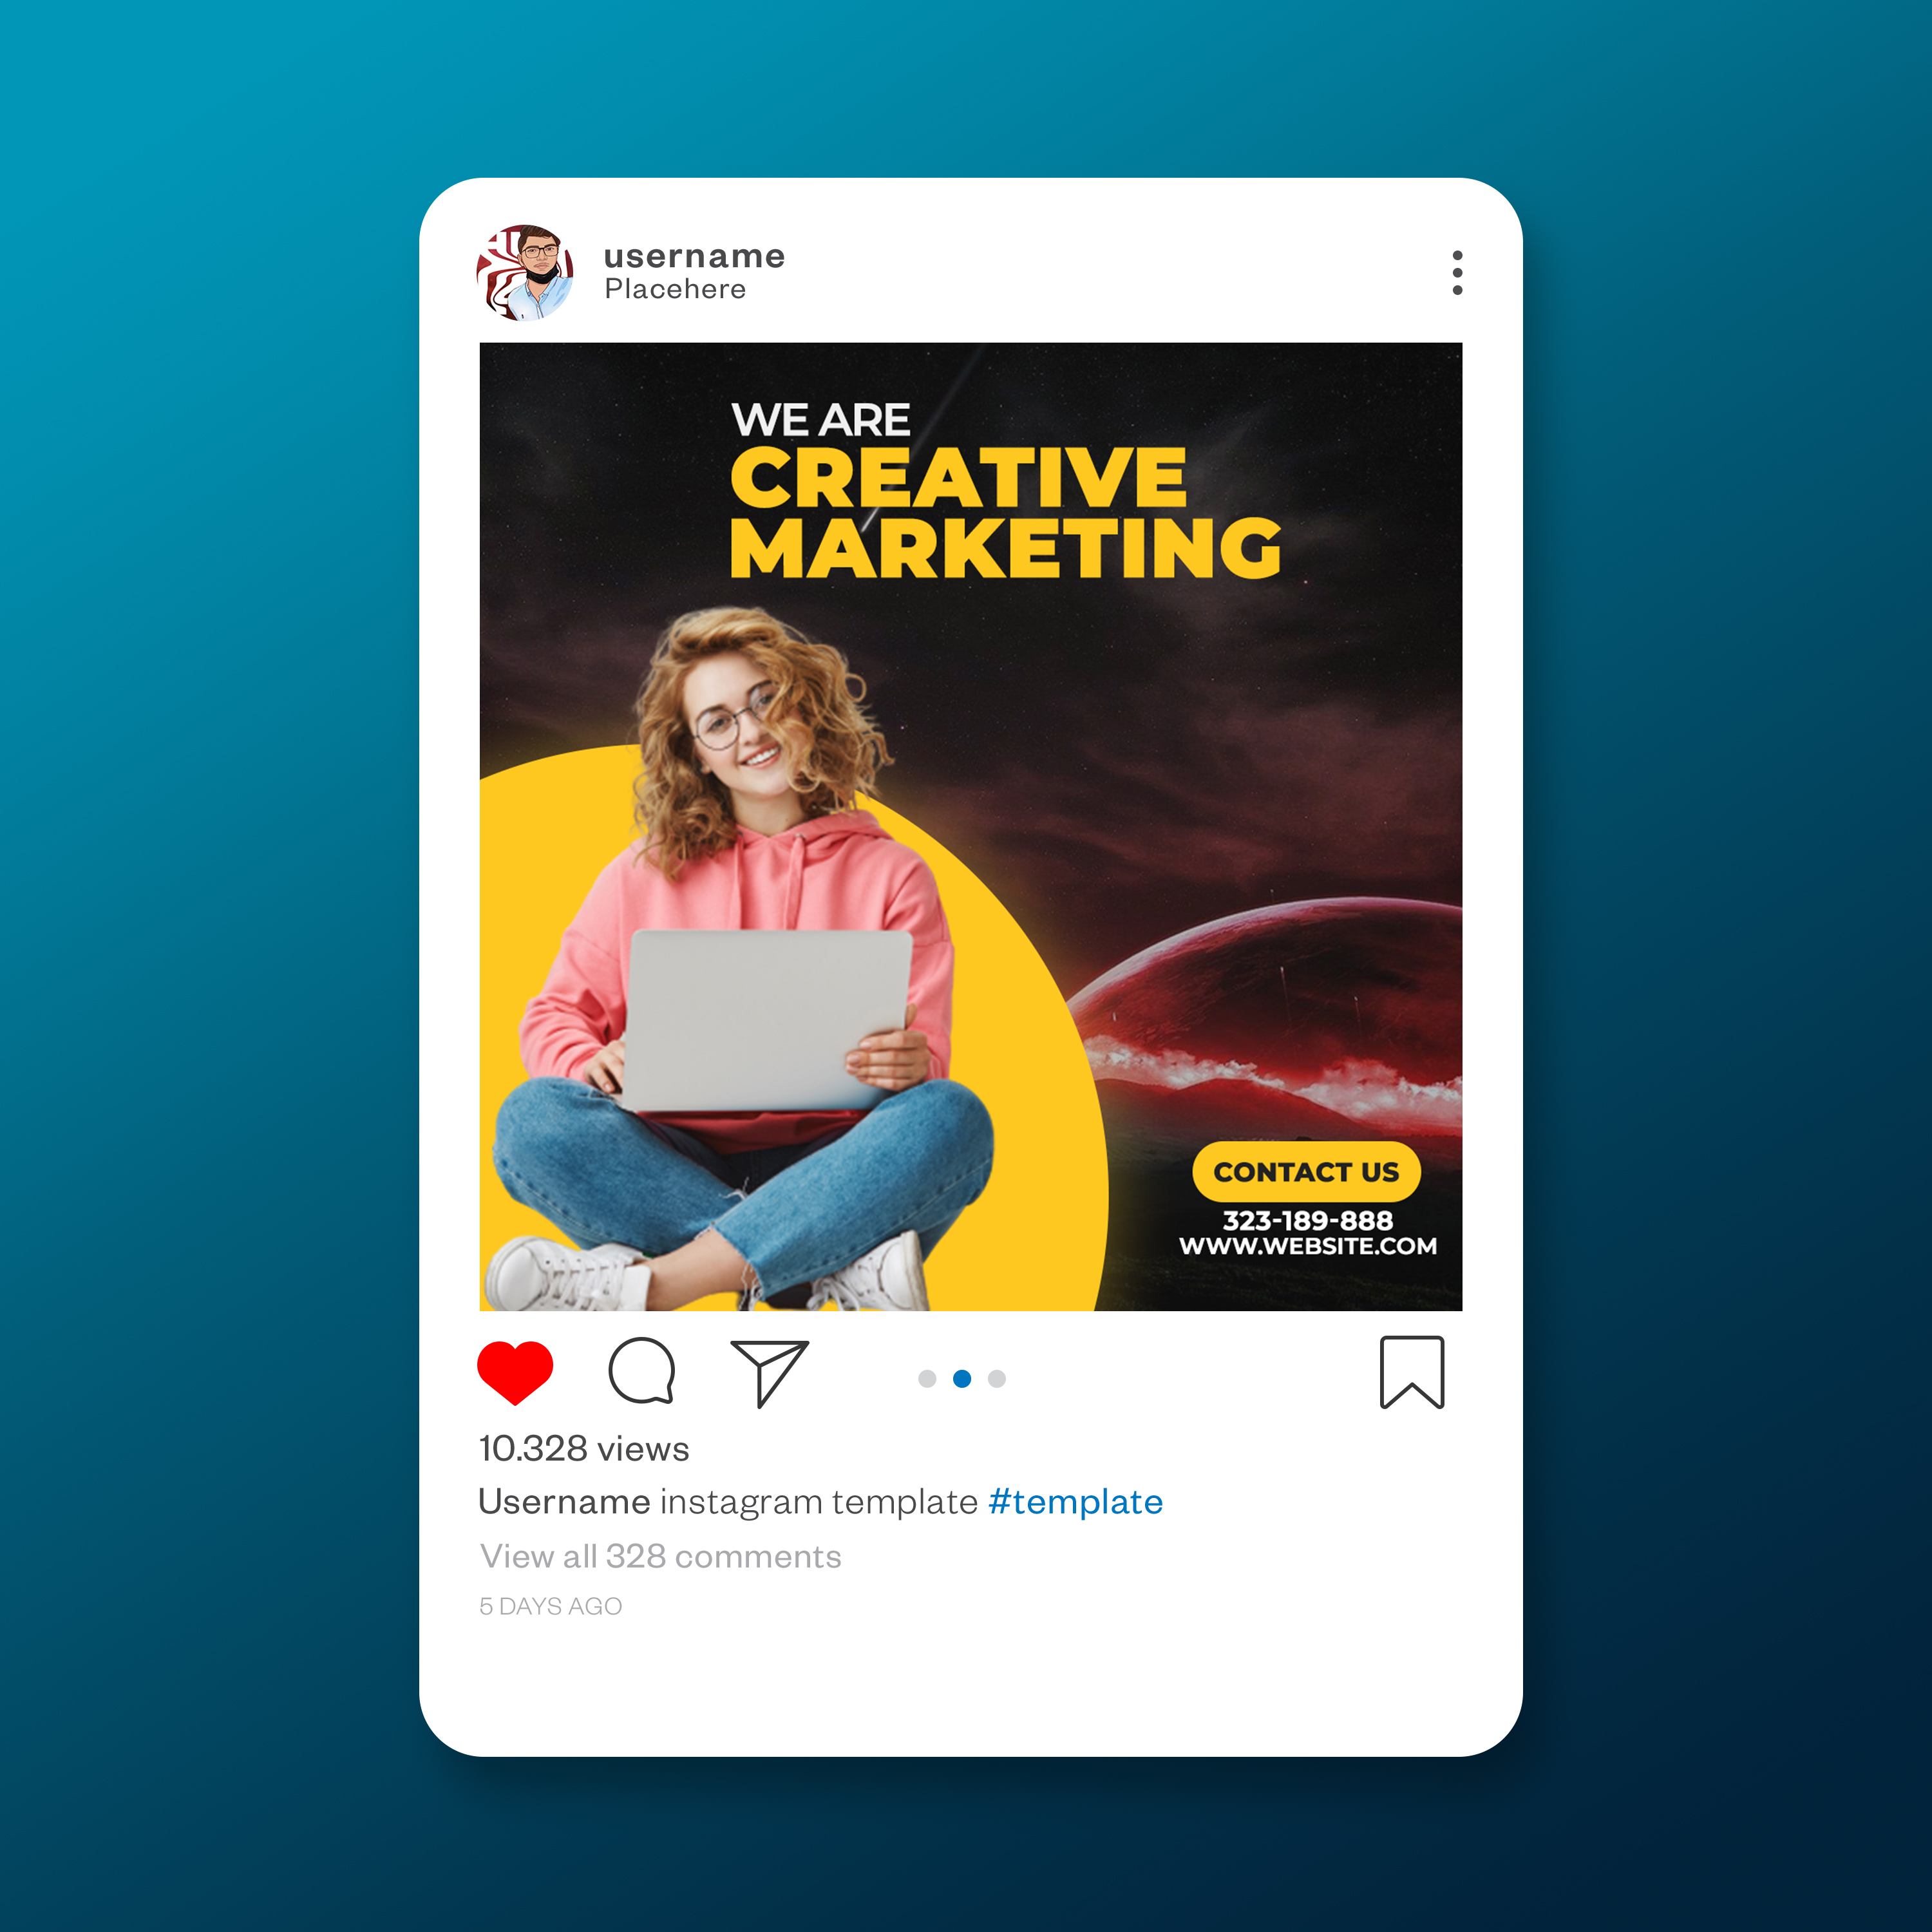 username
Placehere
WE ARE
CREATIVE
MARKETING
CONTACT US
323-189-888
WWW.WEBSITE.COM
10.328 views
Username instagram template #template
View all 328 comments
5 DAYS AGO